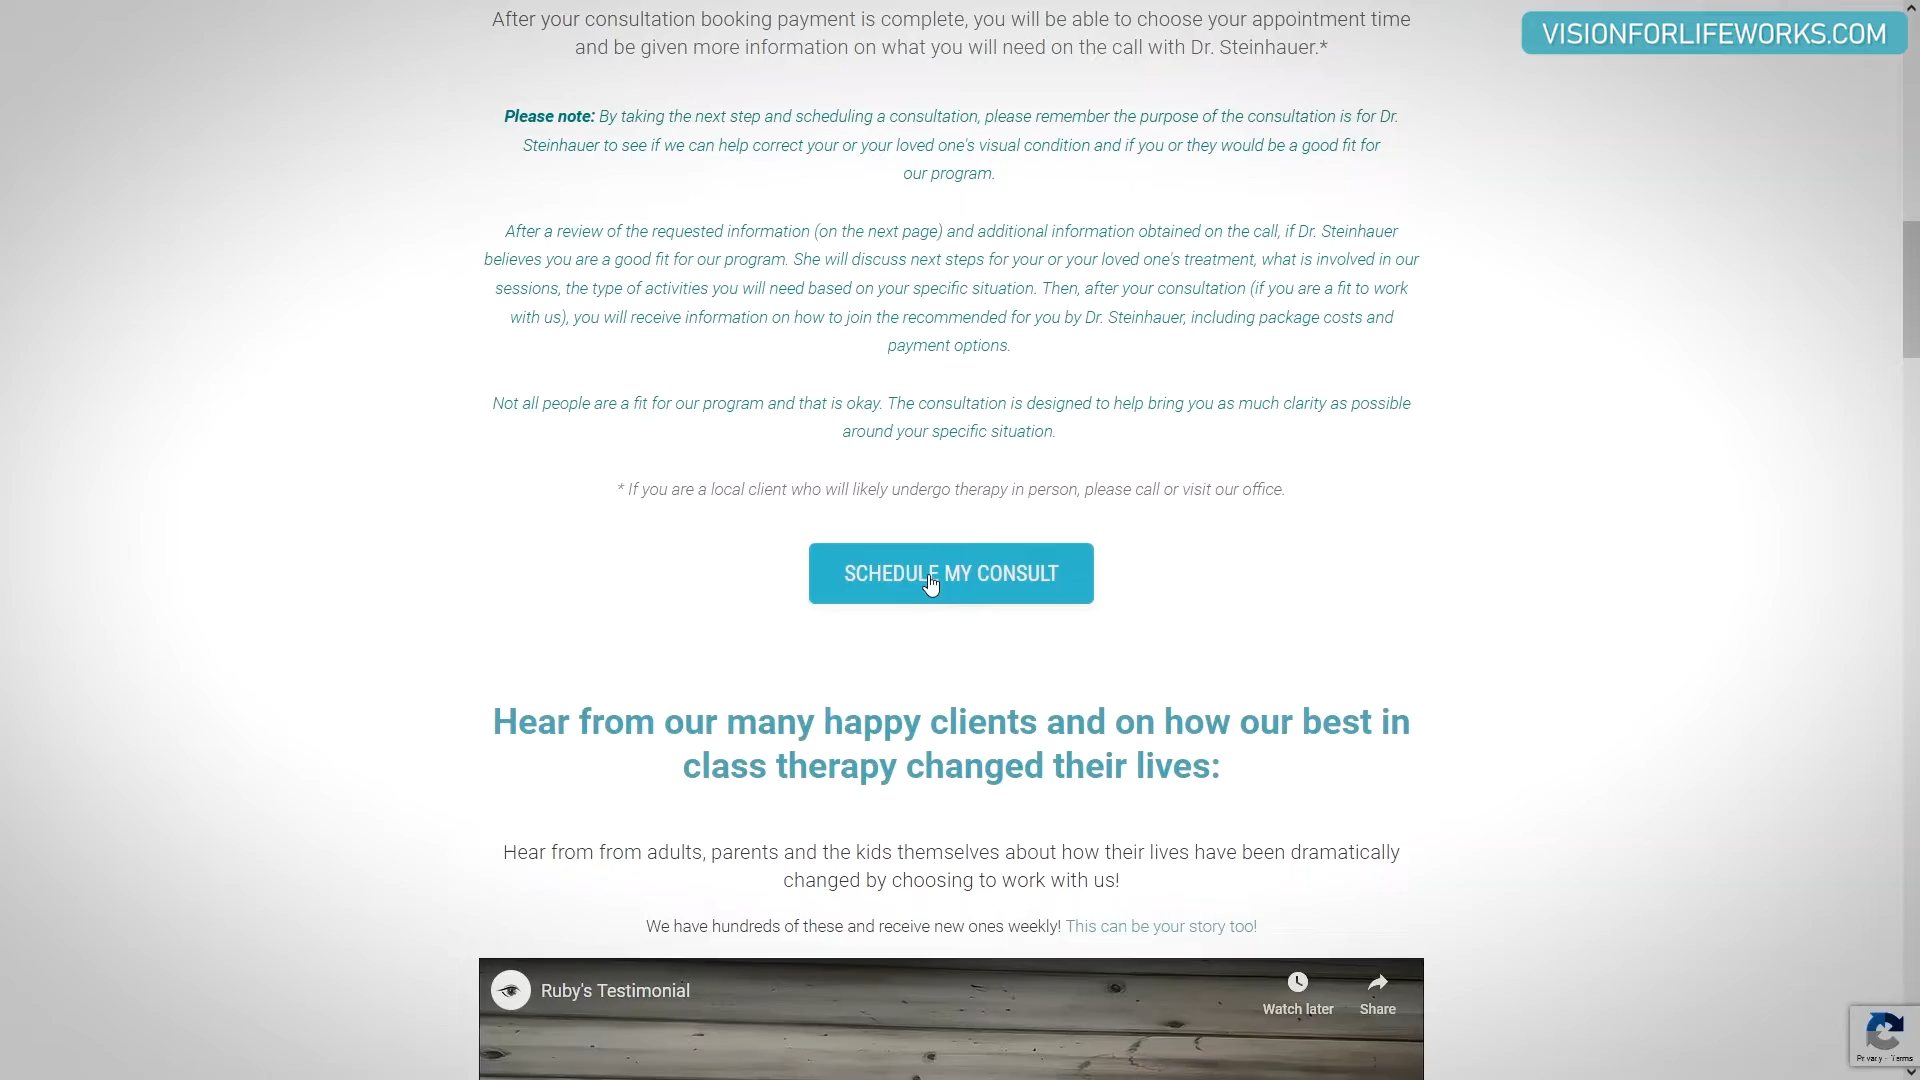 After your consultation booking payment is complete, you will be able to choose your appointment time
and be given more information on what you will need on the call with Dr. Steinhauer.*
VISIONFORLIFEWORKS.COM
Please note: By taking the next step and scheduling a consultation, please remember the purpose of the consultation is for Dr.
Steinhauer to see if we can help correct your or your loved one's visual condition and if you or they would be a good fit for
our program.
After a review of the requested information (on the next page) and additional information obtained on the call, if Dr. Steinhauer
believes you are a good fit for our program. She will discuss next steps for your or your loved one's treatment, what is involved in our
sessions, the type of activities you will need based on your specific situation. Then, after your consultation (if you are a fit to work
with us), you will receive information on how to join the recommended for you by Dr. Steinhauer, including package costs and
payment options.
Not all people are a fit for our program and that is okay. The consultation is designed to help bring you as much clarity as possible
around your specific situation.
* If you are a local client who will likely undergo therapy in person, please call or visit our office.
SCHEDULE MY CONSULT
Hear from our many happy clients and on how our best in
class therapy changed their lives:
Hear from from adults, parents and the kids themselves about how their lives have been dramatically
changed by choosing to work with us!
We have hundreds of these and receive new ones weekly! This can be your story too!
Ruby's Testimonial
Watch later
Share
Privacy - Terms